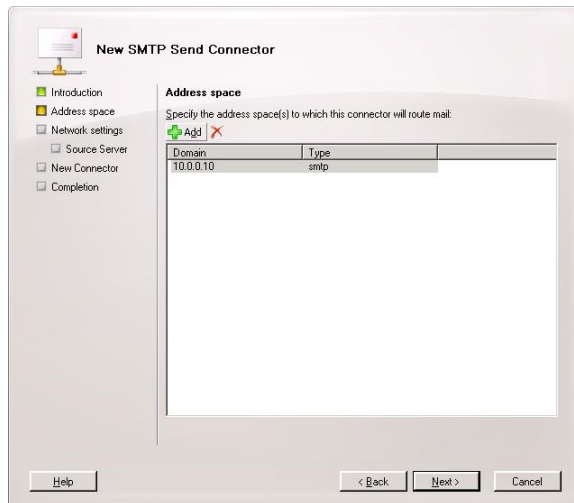 New SMTP Send Connector
Introduction
Address space
Network settings
Source Server
New Connector
Completion
Address space
Specify the address space(s) to which this connector will route mail:
Add
Domain Type
10.0.0.10 smtp
Help
< Back
Next >
Cancel